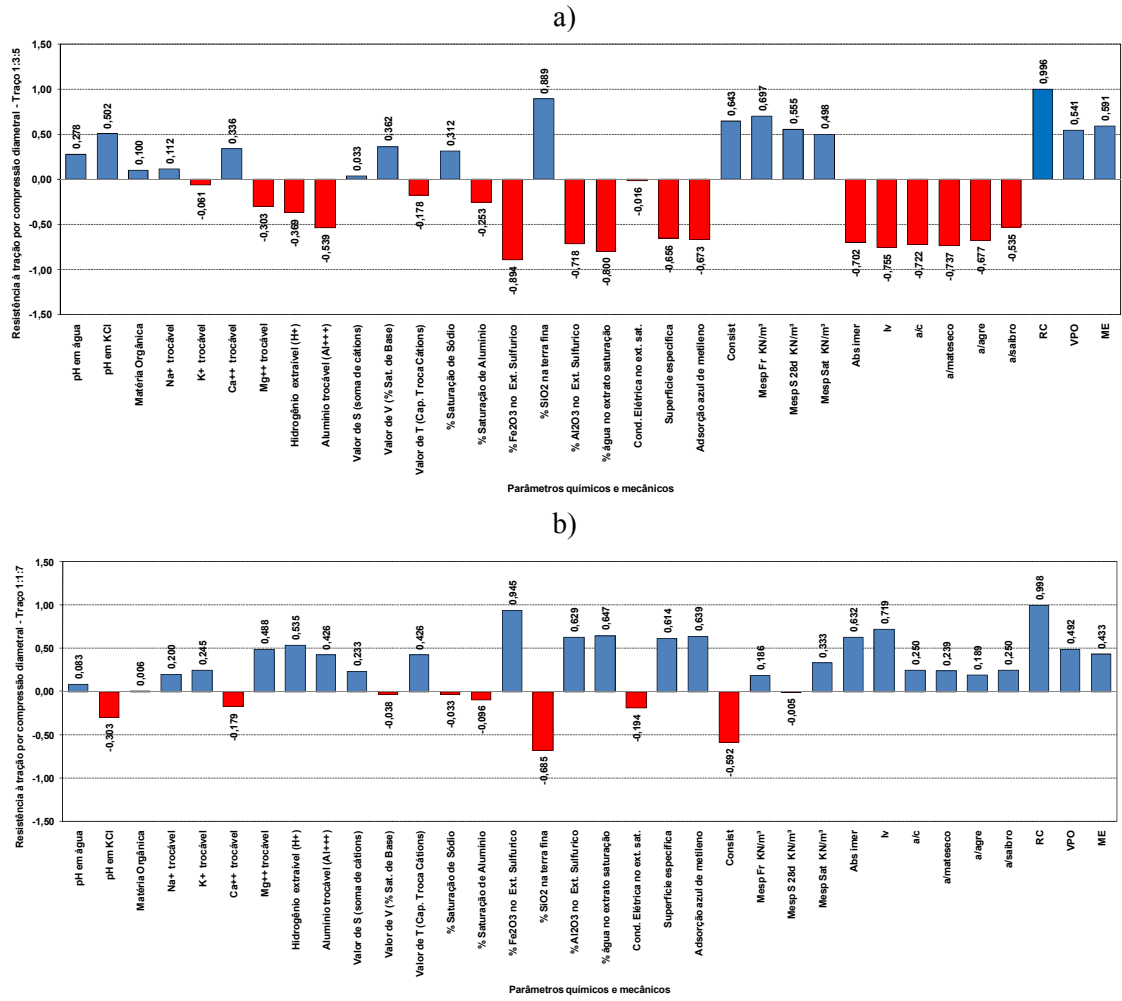 a)
Resistência à tração por compressão diametral - Traço 1:3:5
1,50
1,00
0,50
0,00
-0,50
-1,00
-1,50
0,278
0,502
0,100
0,112
-0,061
0,336
-0,303
-0,369
-0,539
0,033
0,362
-0,178
0,312
-0,253
-0,894
0,889
-0,718
-0,800
-0,016
-0,656
-0,673
0,643
0,697
0,555
0,498
-0,702
-0,755
-0,722
-0,737
-0,677
-0,535
0,996
0,541
0,591
pH em água
pH em KCl
Matéria Orgânica
Na+ trocável
K+ trocável
Ca++ trocável
Mg++ trocável
Hidrogênio extraível (H+)
Alumínio trocável (Al+++)
Valor de S (soma de cátions)
Valor de V (% Sat. de Base)
Valor de T (Cap. Troca Cátions)
% Saturação de Sódio
% Saturação de Alumínio
% Fe2O3 no Ext. Sulfurico
% SiO2 na terra fina
% Al2O3 no Ext. Sulfurico
% água no extrato saturação
Cond. Elétrica no ext. sat.
Superfície específica
Adsorção azul de metileno
Consist
Mesp Fr KN/m³
Mesp S 28d KN/m³
Mesp Sat KN/m³
Abs imer
Iv
a/c
a/mateseco
a/agre
a/saibro
RC
VPO
ME
Parâmetros químicos e mecânicos
b)
Resistência à tração por compressão diametral - Traço 1:1:7
1,50
1,00
0,50
0,00
-0,50
-1,00
-1,50
0,083
-0,303
0,006
0,200
0,245
-0,179
0,488
0,535
0,426
0,233
-0,038
0,426
-0,033
-0,096
0,945
-0,685
0,629
0,647
-0,194
0,614
0,639
-0,592
0,186
-0,005
0,333
0,632
0,719
0,250
0,239
0,189
0,250
0,998
0,492
0,433
pH em água
pH em KCl
Matéria Orgânica
Na+ trocável
K+ trocável
Ca++ trocável
Mg++ trocável
Hidrogênio extraível (H+)
Alumínio trocável (Al+++)
Valor de S (soma de cátions)
Valor de V (% Sat. de Base)
Valor de T (Cap. Troca Cátions)
% Saturação de Sódio
% Saturação de Alumínio
% Fe2O3 no Ext. Sulfurico
% SiO2 na terra fina
% Al2O3 no Ext. Sulfurico
% água no extrato saturação
Cond. Elétrica no ext. sat.
Superfície específica
Adsorção azul de metileno
Consist
Mesp Fr KN/m³
Mesp S 28d KN/m³
Mesp Sat KN/m³
Abs imer
Iv
a/c
a/mateseco
a/agre
a/saibro
RC
VPO
ME
Parâmetros químicos e mecânicos